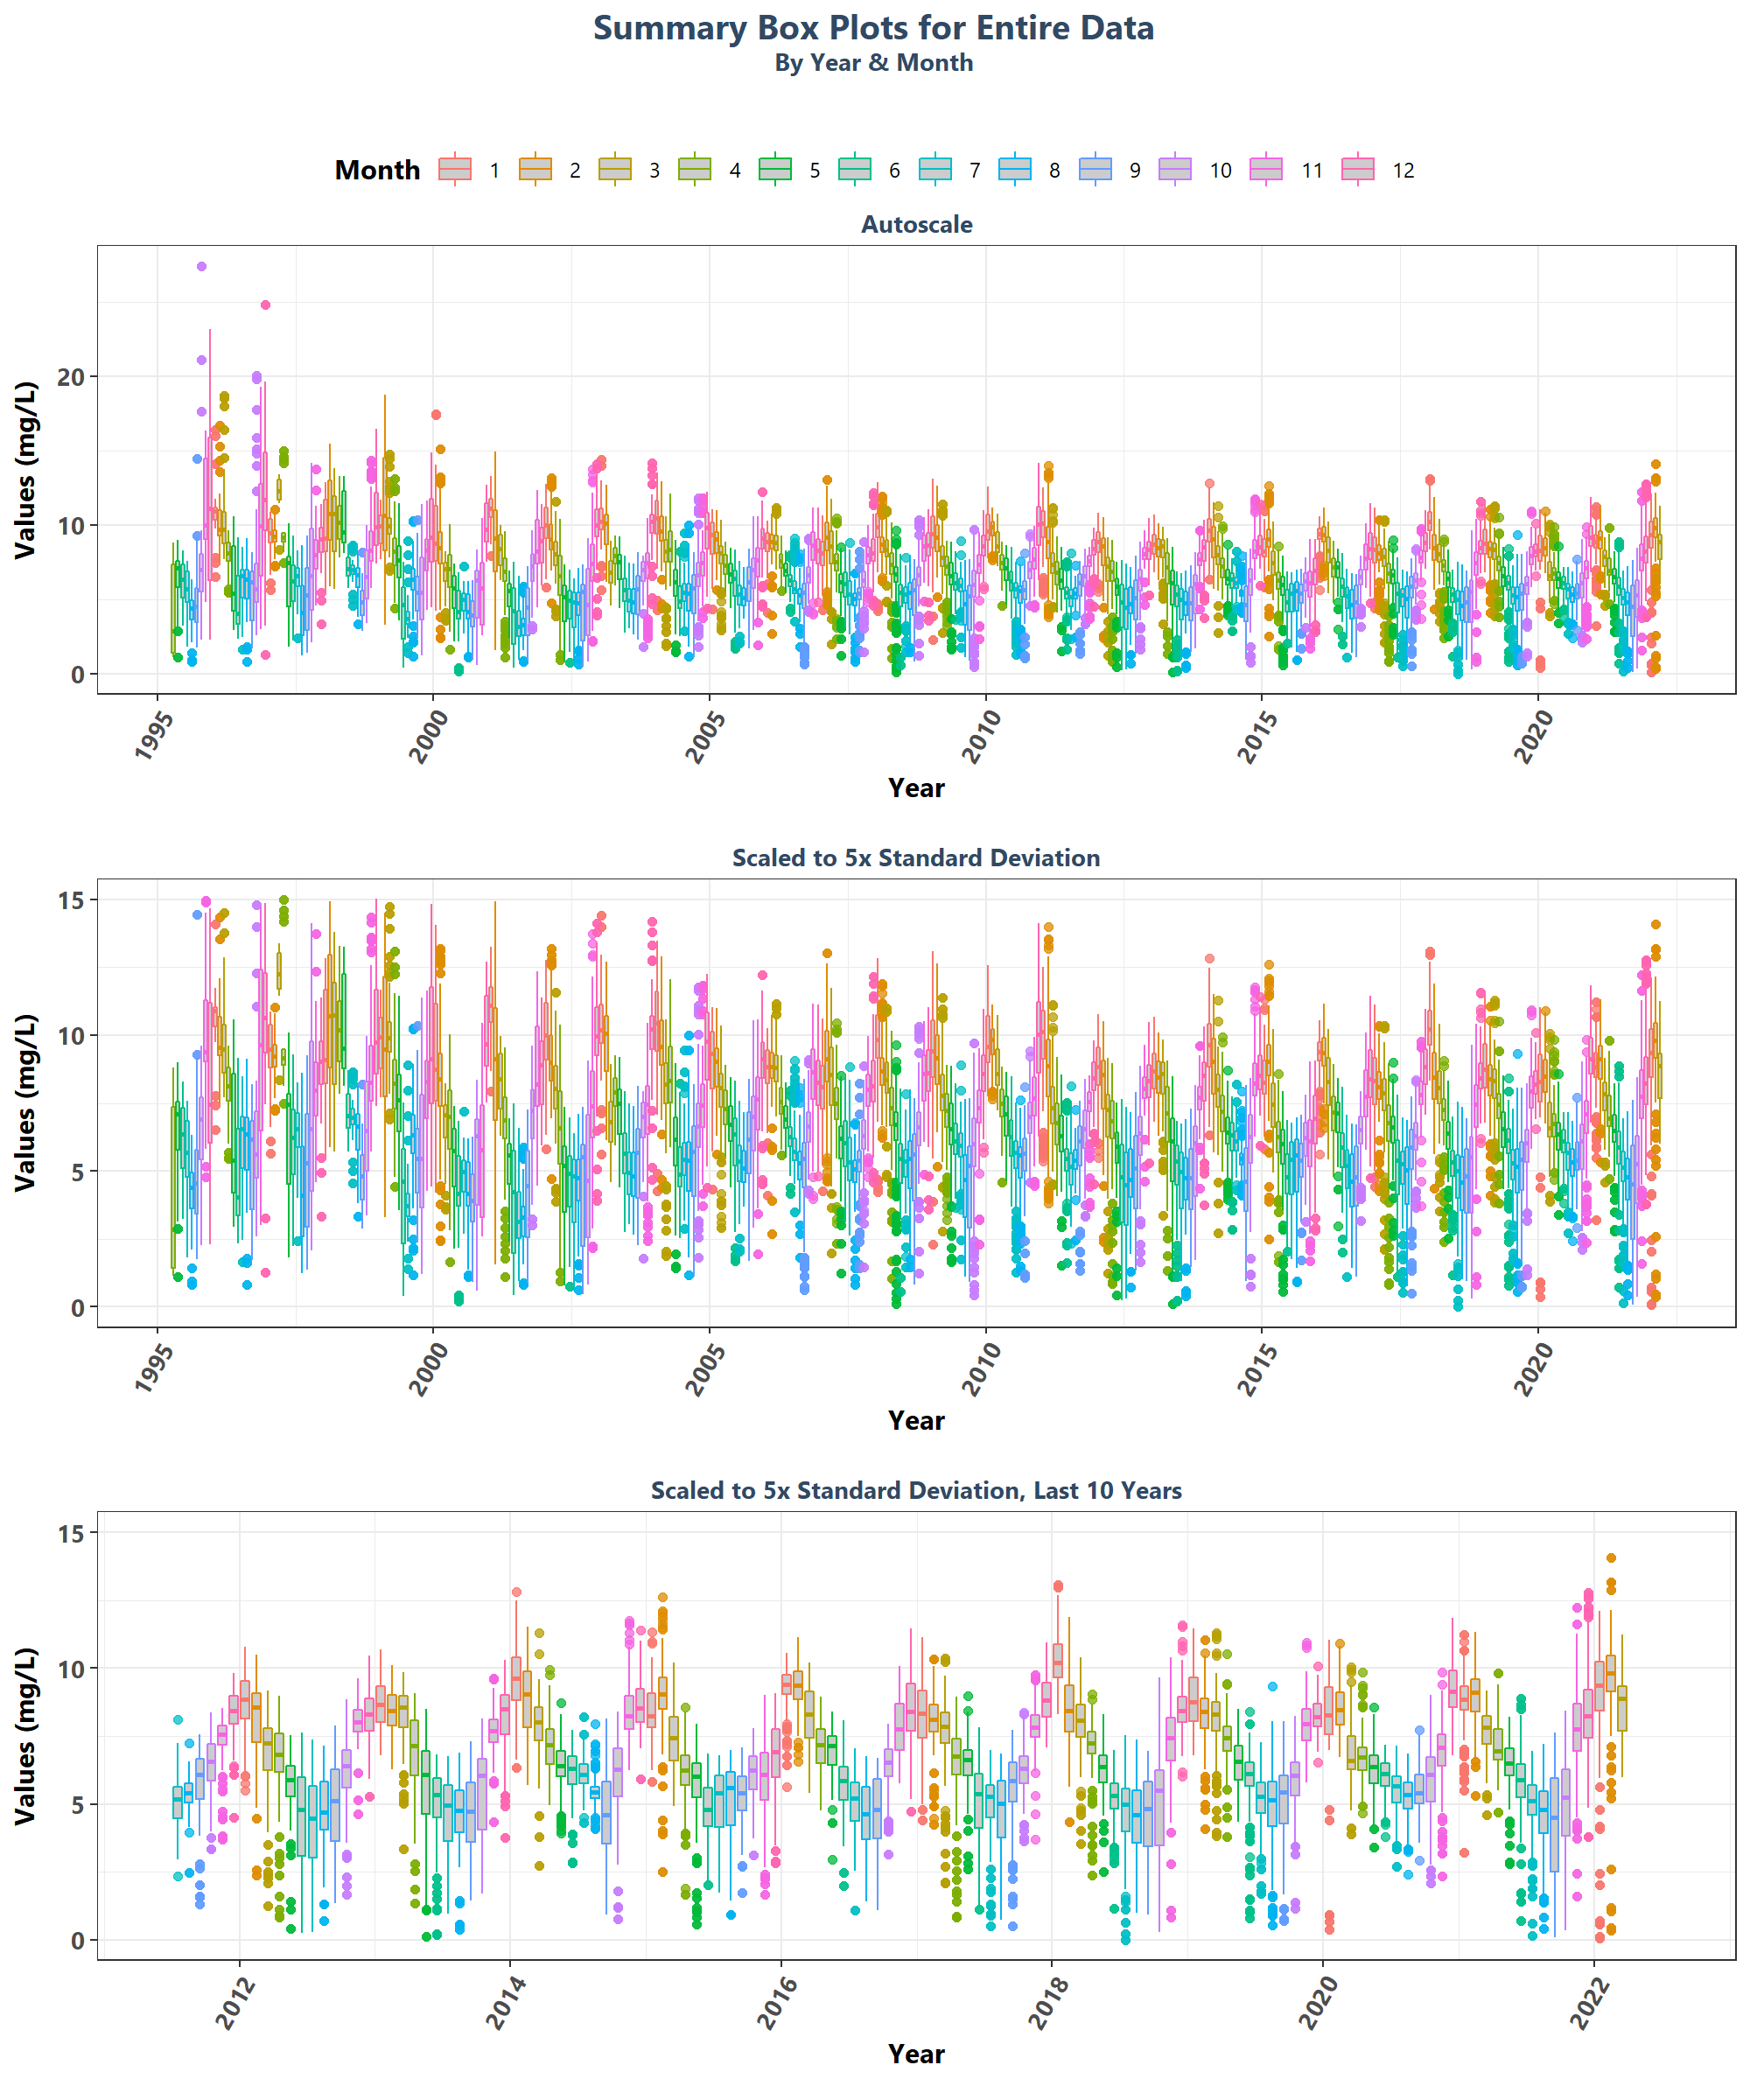 Summary Box Plots for Entire Data
By Year & Month
Month 1 2 3 4 5 6 7 8 9 10 11 12
Autoscale
Values (mg/L)
20
10
0
1995 2000 2005 2010 2015 2020
Year
Scaled to 5x Standard Deviation
Values (mg/L)
15
10
5
0
1995 2000 2005 2010 2015 2020
Year
Scaled to 5x Standard Deviation, Last 10 Years
Values (mg/L)
15
10
5
0
2012 2014 2016 2018 2020 2022
Year